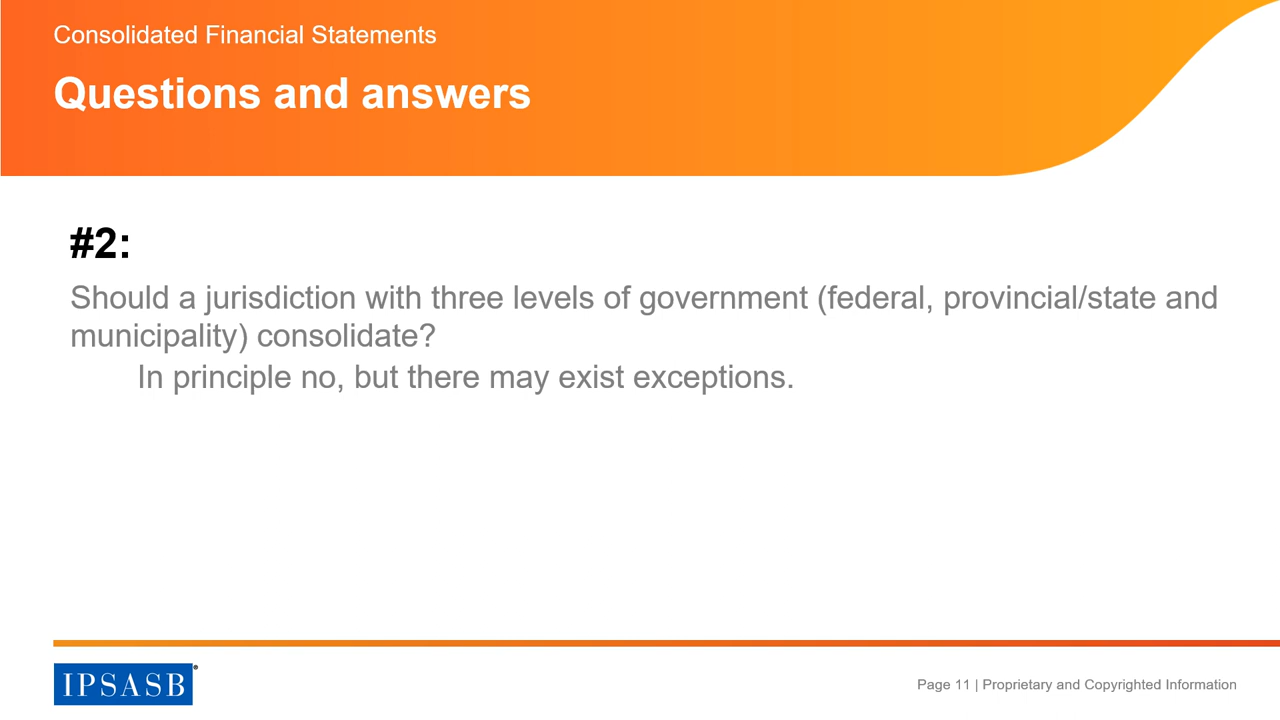 Consolidated Financial Statements
Questions and answers
#2:
Should a jurisdiction with three levels of government (federal, provincial/state and
municipality) consolidate?
In principle no, but there may exist exceptions.
IPSASB®
Page 11 | Proprietary and Copyrighted Information